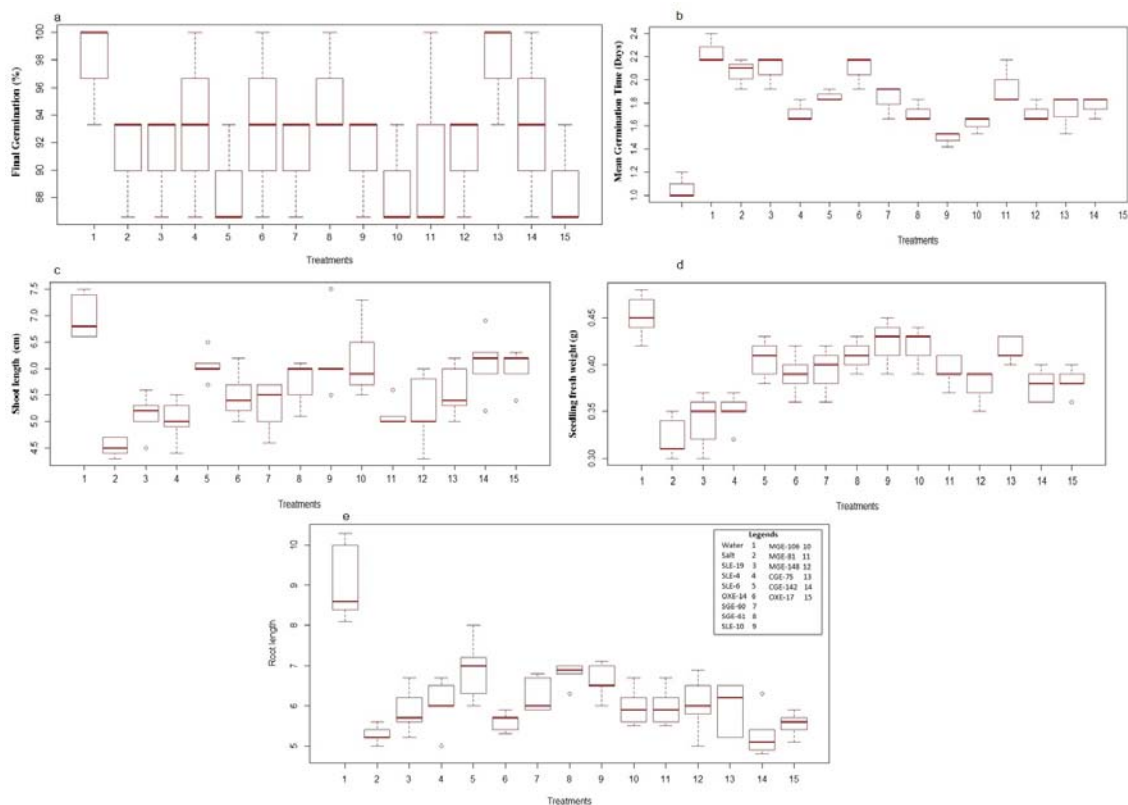 a
Final Germination (%)
88 90 94 98 100
1 2 3 4 5 6 7 8 9 10 11 12 13 14 15
Treatments
b
Mean Germination Time (Days)
1.0 1.2 1.4 1.6 1.8 2.0 2.2 2.4
1 2 3 4 5 6 7 8 9 10 11 12 13 14 15
Treatments
c
Shoot length (cm)
4.5 5.0 5.5 6.0 6.5 7.0 7.5
1 2 3 4 5 6 7 8 9 10 11 12 13 14 15
Treatments
d
Seedling fresh weight (g)
0.30 0.35 0.40 0.45
1 2 3 4 5 6 7 8 9 10 11 12 13 14 15
Treatments
e
Root length
5 6 7 8 9 10
1 2 3 4 5 6 7 8 9 10 11 12 13 14 15
Treatments
Legends
Water 1 MGE-106 10
Salt 2 MGE-81 11
SLE-19 3 MGE-148 12
SLE-4 4 CGE-75 13
SLE-6 5 CGE-142 14
OXE-14 6 OXE-17 15
SGE-60 7
SGE-61 8
SLE-10 9